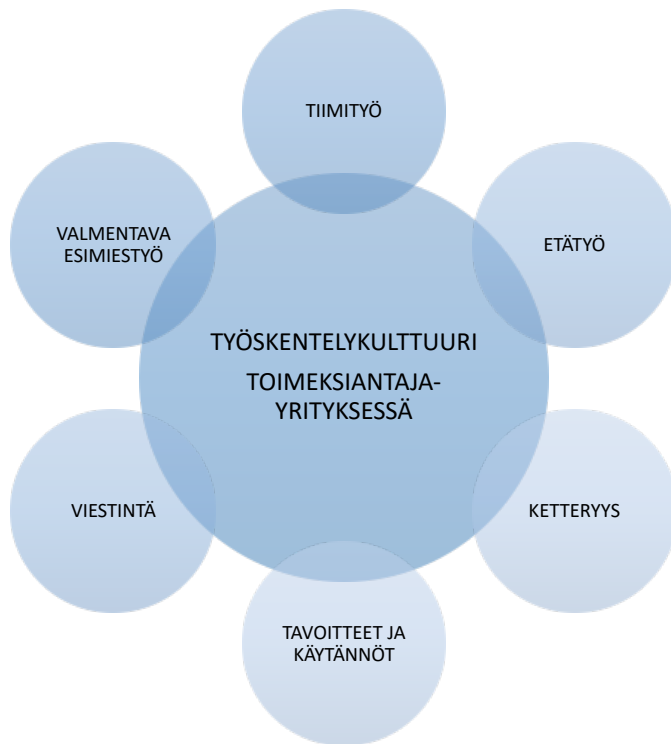 TIIMITYÖ
VALMENTAVA
ESIMIESTYÖ
ETÄTYÖ
TYÖSKENTELYKULTTUURI
TOIMEKSIANTAJA-
YRITYKSESSÄ
VIESTINTÄ
KETTERYYS
TAVOITTEET JA
KÄYTÄNNÖT